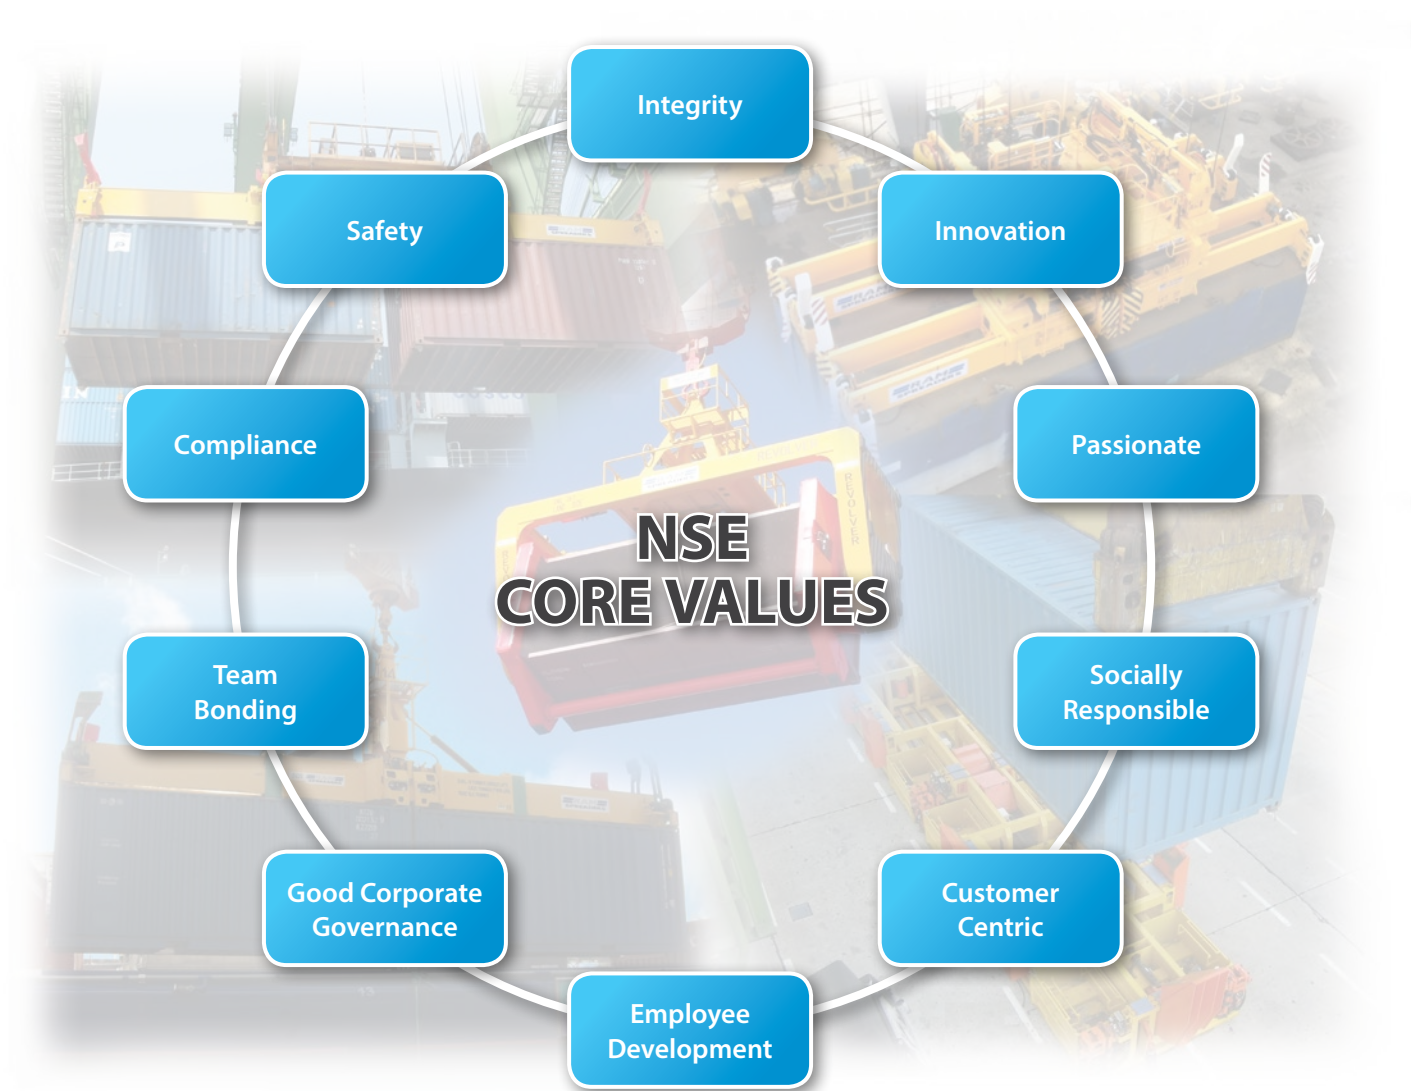 Integrity
Safety
Innovation
Compliance
Passionate
REVOLVER
NSE
CORE VALUES
Team
Bonding
Socially
Responsible
Good Corporate
Governance
Customer
Centric
Employee
Development